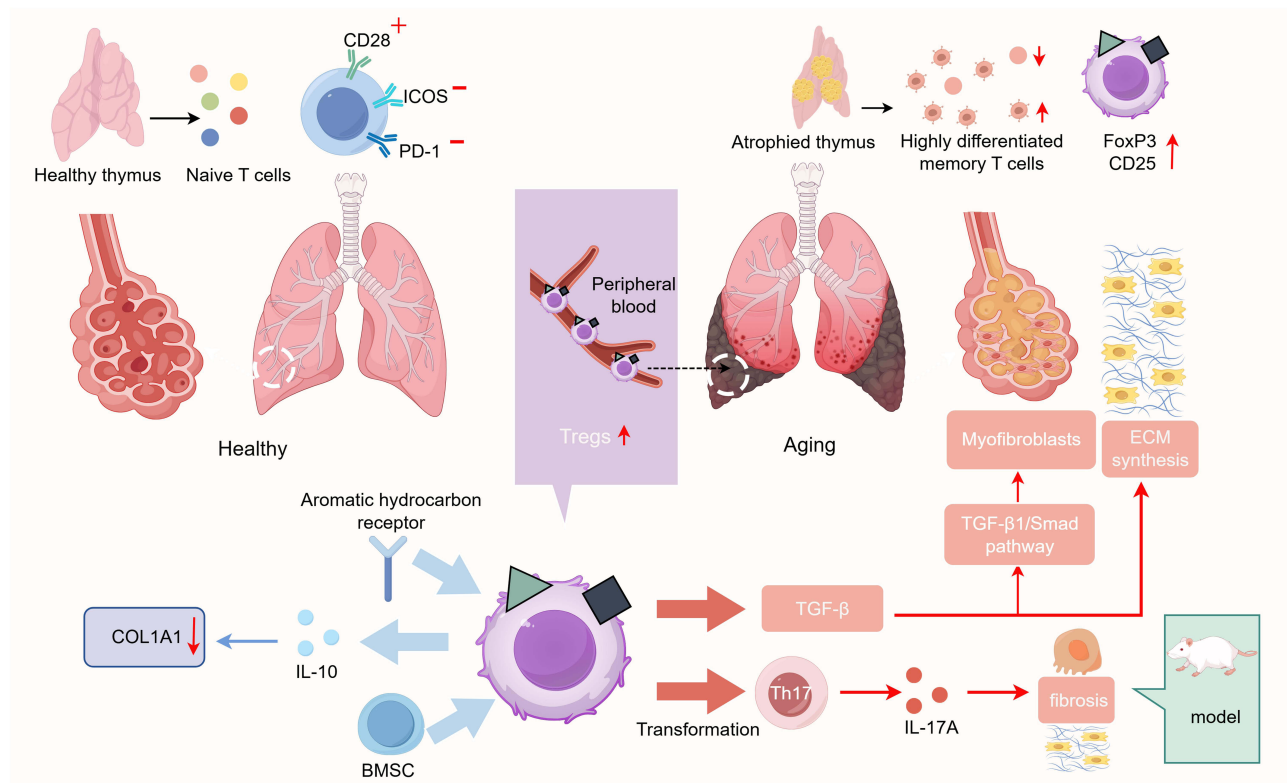 CD28 +
ICOS -
PD-1 -
Healthy thymus
Naive T cells
Atrophied thymus
Highly differentiated
memory T cells
FoxP3
CD25
Peripheral
blood
Tregs
Healthy
Aging
Myofibroblasts
ECM
synthesis
TGF-β1/Smad
pathway
Aromatic hydrocarbon
receptor
TGF-β
COL1A1
IL-10
BMSC
Transformation
Th17
IL-17A
fibrosis
model